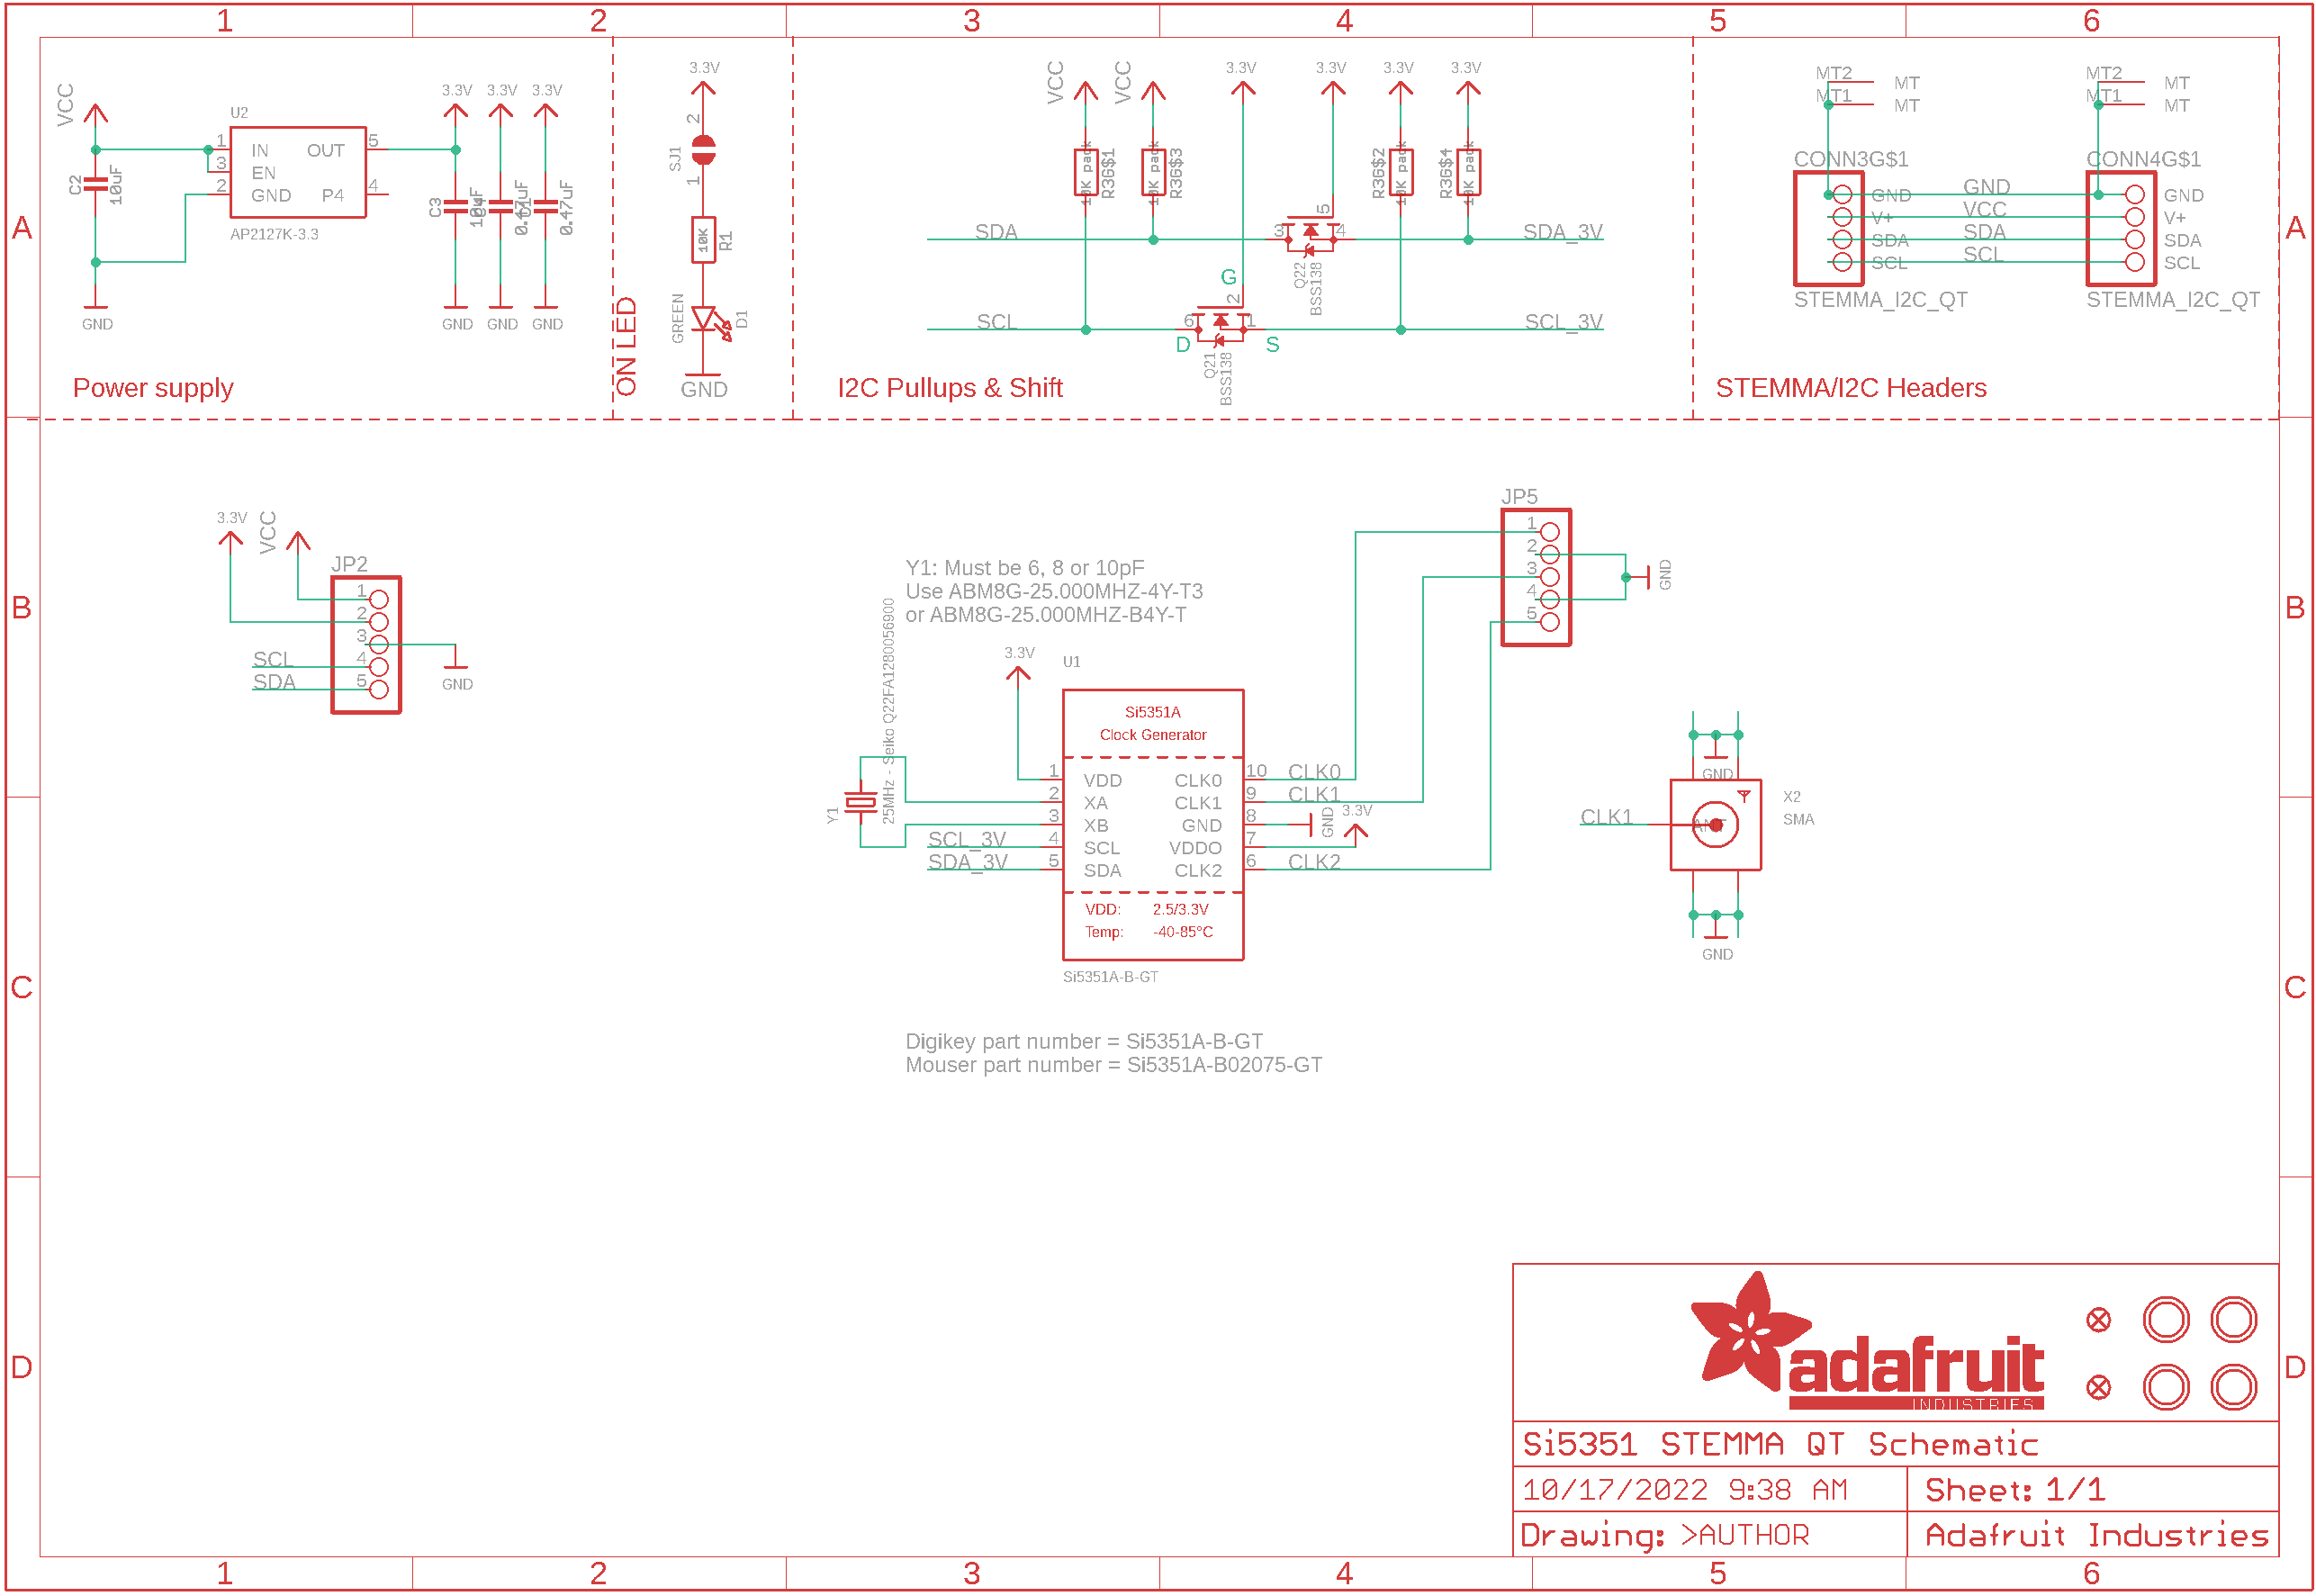 1 2 3 4 5 6
A
A
B
B
C
C
D
D
1 2 3 4 5 6
VCC
C2
10uF
GND
U2
1 IN
3 EN
2 GND
OUT 5
P4 4
AP2127K-3.3
3.3V 3.3V 3.3V
C3
10uF
0.47uF
GND GND GND
Power supply
3.3V
2
SJ1
1
10K
R1
GREEN
D1
GND
ON LED
VCC
VCC
3.3V
3.3V
3.3V
3.3V
10K pack
R36$1
10K pack
R36$3
R36$2
10K pack
R36$4
10K pack
SDA
3
5
4
SDA_3V
Q22
BSS138
G
2
SCL
6
1
SCL_3V
D
S
Q21
BSS138
I2C Pullups & Shift
MT2 MT
MT1 MT
CONN3G$1
GND
V+
SDA
SCL
STEMMA_I2C_QT
GND
VCC
SDA
SCL
MT2 MT
MT1 MT
CONN4G$1
GND
V+
SDA
SCL
STEMMA_I2C_QT
STEMMA/I2C Headers
3.3V
VCC
JP2
1
2
3
SCL 4
SDA 5
GND
Y1: Must be 6, 8 or 10pF
Use ABM8G-25.000MHZ-4Y-T3
or ABM8G-25.000MHZ-B4Y-T
Y1
25MHz - Seiko Q22FA1280056900
3.3V
U1
Si5351A
Clock Generator
1 VDD CLK0 10 CLK0
2 XA CLK1 9 CLK1
3 XB GND 8 GND 3.3V
SCL_3V 4 SCL VDDO 7
SDA_3V 5 SDA CLK2 6 CLK2
VDD: 2.5/3.3V
Temp: -40-85°C
Si5351A-B-GT
JP5
1
2
3
4
5
GND
GND
CLK1
ANT
X2
SMA
GND
Digikey part number = Si5351A-B-GT
Mouser part number = Si5351A-B02075-GT
adafruit
INDUSTRIES
Si5351 STEMMA QT Schematic
10/17/2022 9:38 AM
Sheet: 1/1
Drawing: >AUTHOR
Adafruit Industries